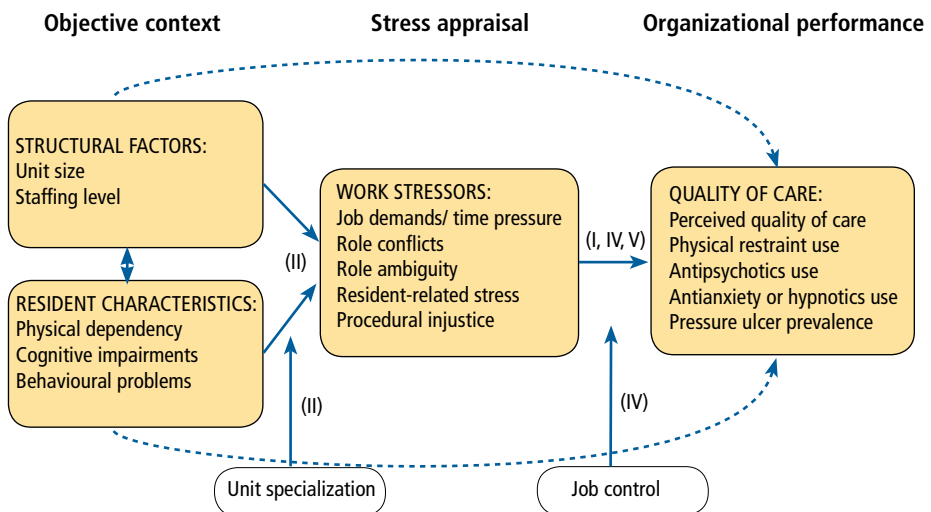 Objective context
Stress appraisal
Organizational performance
STRUCTURAL FACTORS:
Unit size
Staffing level
RESIDENT CHARACTERISTICS:
Physical dependency
Cognitive impairments
Behavioural problems
(II)
(II)
WORK STRESSORS:
Job demands/ time pressure
Role conflicts
Role ambiguity
Resident-related stress
Procedural injustice
(I, IV, V)
(IV)
QUALITY OF CARE:
Perceived quality of care
Physical restraint use
Antipsychotics use
Antianxiety or hypnotics use
Pressure ulcer prevalence
Unit specialization
Job control